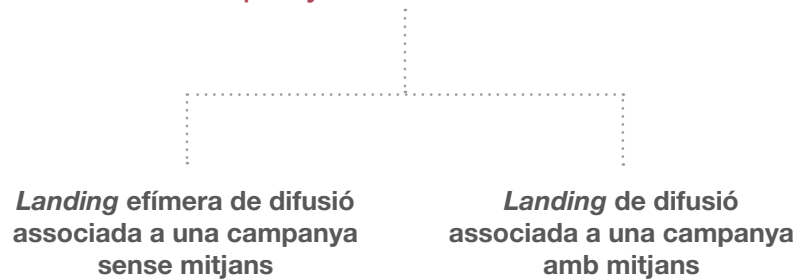 Landing efímera de difusió
associada a una campanya
sense mitjans
Landing de difusió
associada a una campanya
amb mitjans